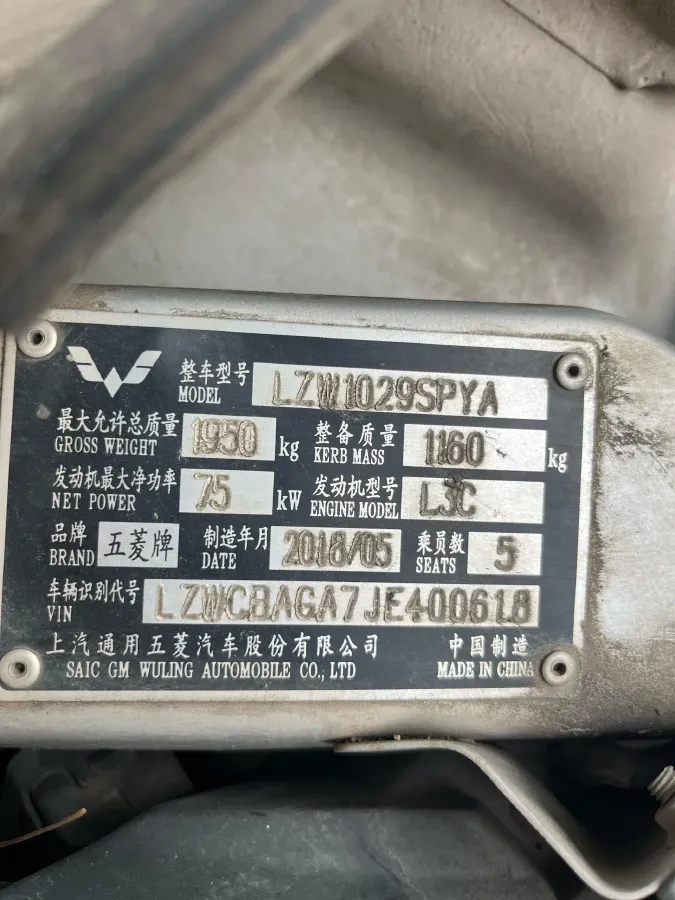 整车型号 MODEL LZW1029SPYA
最大允许总质量 GROSS WEIGHT 1950 kg 整备质量 KERB MASS 1160 kg
发动机最大净功率 NET POWER 75 kW 发动机型号 ENGINE MODEL L3C
品牌 BRAND 五菱牌 制造年月 DATE 2018/05 乘员数 SEATS 5
车辆识别代号 VIN LZWCBAGA7JE400618
上汽通用五菱汽车股份有限公司 中国制造
SAIC GM WULING AUTOMOBILE CO., LTD MADE IN CHINA